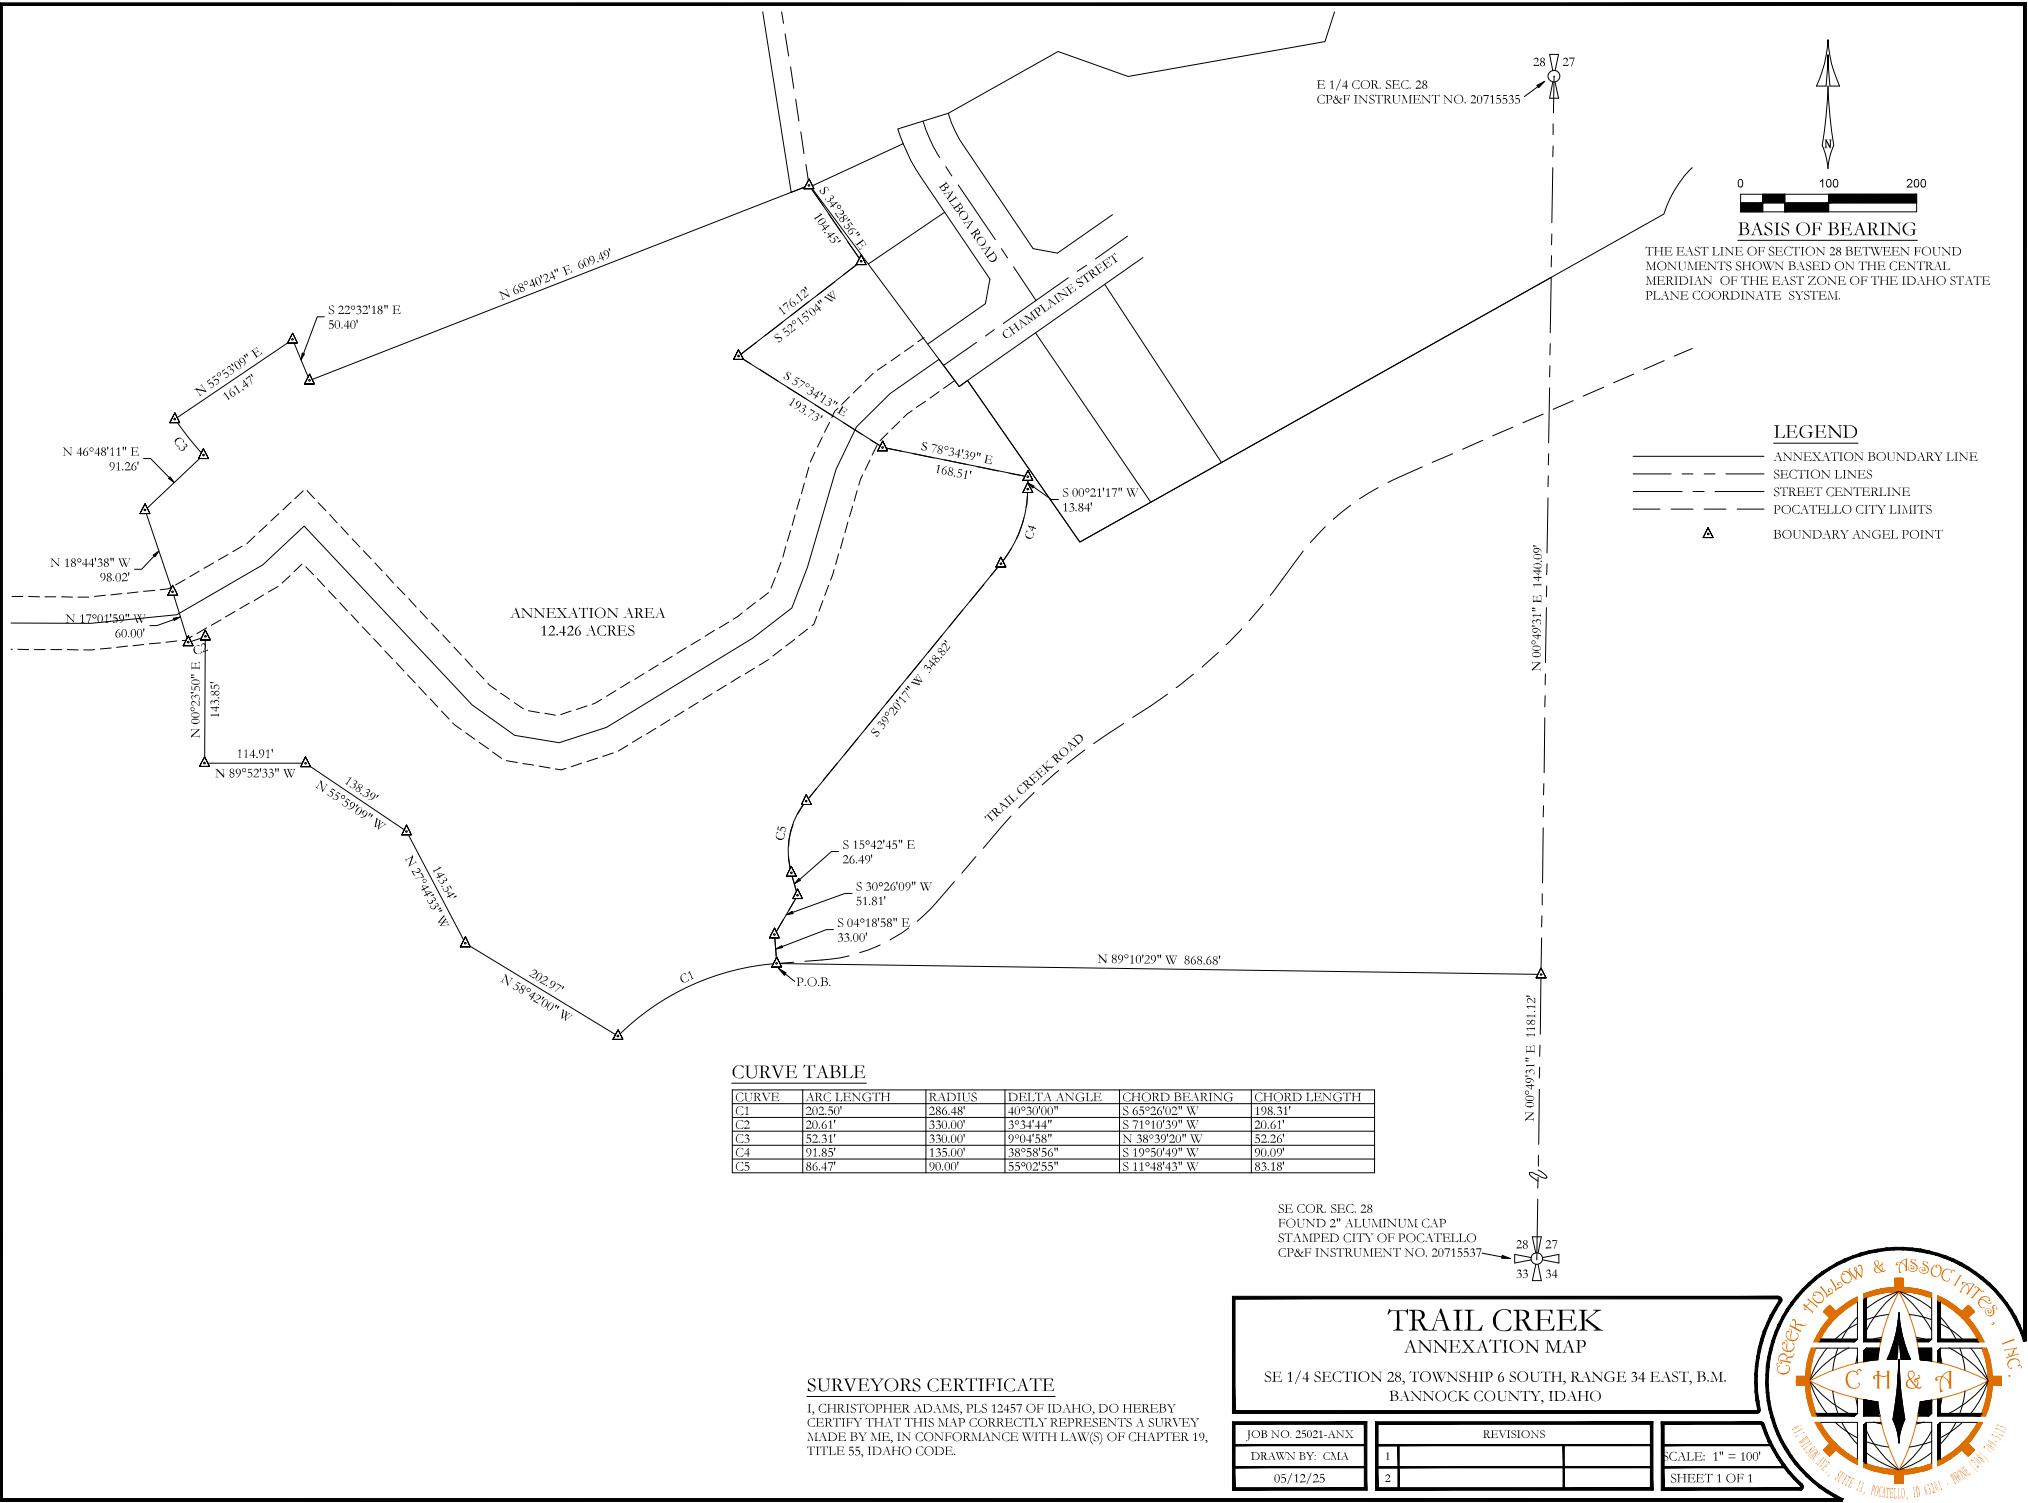 28 27
E 1/4 COR. SEC. 28
CP&F INSTRUMENT NO. 20715535
N
0 100 200
BASIS OF BEARING
THE EAST LINE OF SECTION 28 BETWEEN FOUND
MONUMENTS SHOWN BASED ON THE CENTRAL
MERIDIAN OF THE EAST ZONE OF THE IDAHO STATE
PLANE COORDINATE SYSTEM.
LEGEND
ANNEXATION BOUNDARY LINE
SECTION LINES
STREET CENTERLINE
POCATELLO CITY LIMITS
BOUNDARY ANGEL POINT
S 34°28'56" E
104.45'
BALBOA ROAD
CHAMPLAINE STREET
N 68°40'24" E 609.49'
S 22°32'18" E
50.40'
176.12'
S 52°15'04" W
N 55°53'09" E
161.47'
S 57°34'13" E
193.73'
C3
N 46°48'11" E
91.26'
S 78°34'39" E
168.51'
S 00°21'17" W
13.84'
C4
N 18°44'38" W
98.02'
N 17°01'59" W
60.00'
C2
ANNEXATION AREA
12.426 ACRES
N 00°23'50" E
143.85'
N 00°49'31" E 1440.09'
S 39°20'17" W 348.82'
114.91'
N 89°52'33" W
138.39'
N 55°59'09" W
TRAIL CREEK ROAD
C5
143.54'
N 27°44'33" W
S 15°42'45" E
26.49'
S 30°26'09" W
51.81'
S 04°18'58" E
33.00'
N 89°10'29" W 868.68'
202.97'
N 58°42'00" W
C1
P.O.B.
N 00°49'31" E 1181.12'
CURVE TABLE
CURVE ARC LENGTH RADIUS DELTA ANGLE CHORD BEARING CHORD LENGTH
C1 202.50' 286.48' 40°30'00" S 65°26'02" W 198.31'
C2 20.61' 330.00' 3°34'44" S 71°10'39" W 20.61'
C3 52.31' 330.00' 9°04'58" N 38°39'20" W 52.26'
C4 91.85' 135.00' 38°58'56" S 19°50'49" W 90.09'
C5 86.47' 90.00' 55°02'55" S 11°48'43" W 83.18'
SE COR. SEC. 28
FOUND 2" ALUMINUM CAP
STAMPED CITY OF POCATELLO
CP&F INSTRUMENT NO. 20715537
28 27
33 34
SURVEYORS CERTIFICATE
I, CHRISTOPHER ADAMS, PLS 12457 OF IDAHO, DO HEREBY
CERTIFY THAT THIS MAP CORRECTLY REPRESENTS A SURVEY
MADE BY ME, IN CONFORMANCE WITH LAW(S) OF CHAPTER 19,
TITLE 55, IDAHO CODE.
TRAIL CREEK
ANNEXATION MAP
SE 1/4 SECTION 28, TOWNSHIP 6 SOUTH, RANGE 34 EAST, B.M.
BANNOCK COUNTY, IDAHO
JOB NO. 25021-ANX
DRAWN BY: CMA
05/12/25
REVISIONS
1
2
SCALE: 1" = 100'
SHEET 1 OF 1
CREEK HOLLOW & ASSOCIATES, INC.
C H & A
POCATELLO, ID 83201